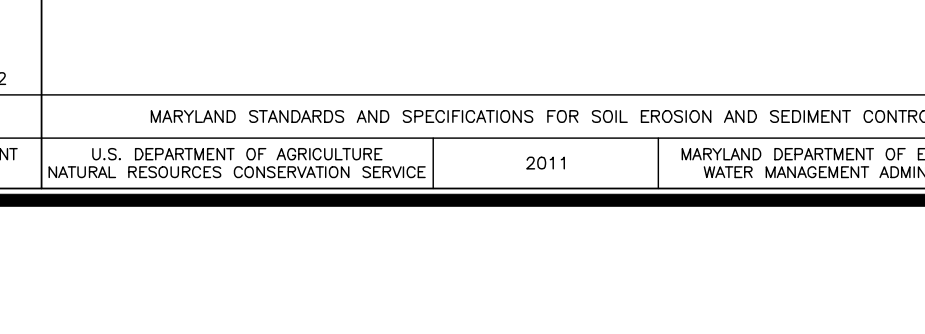 2
MARYLAND STANDARDS AND SPECIFICATIONS FOR SOIL EROSION AND SEDIMENT
NT
U.S. DEPARTMENT OF AGRICULTURE
NATURAL RESOURCES CONSERVATION SERVICE
2011
MARYLAND DEPARTMENT OF E
WATER MANAGEMENT ADMIN